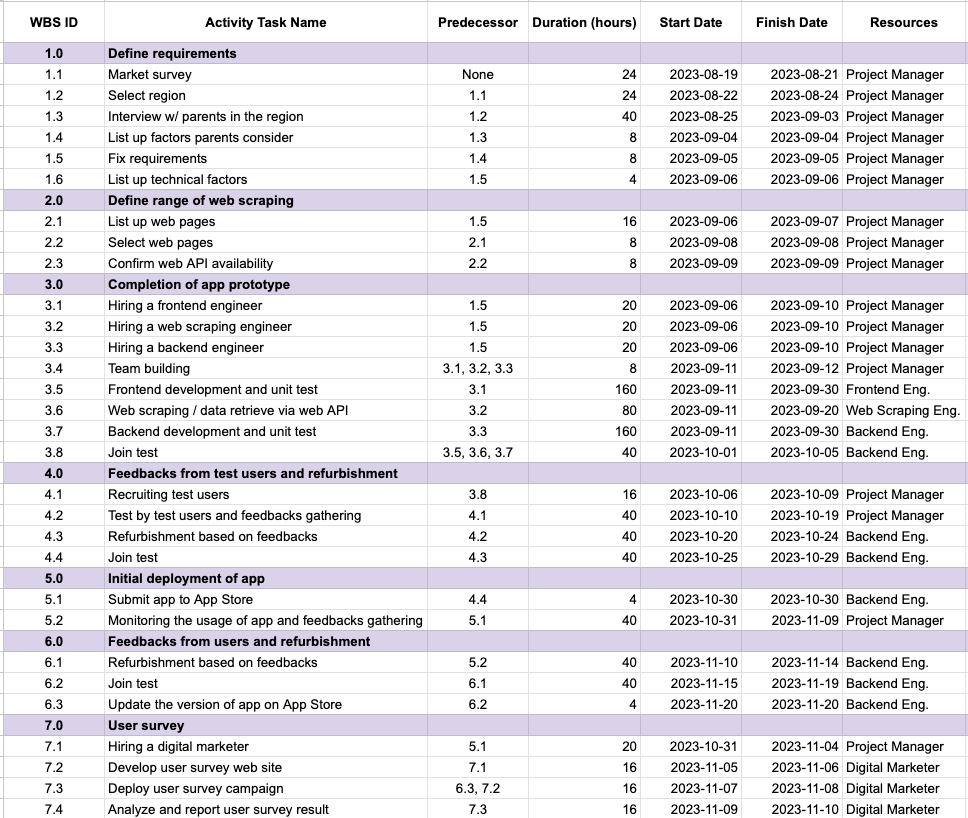 WBS ID Activity Task Name Predecessor Duration (hours) Start Date Finish Date Resources
1.0 Define requirements
1.1 Market survey None 24 2023-08-19 2023-08-21 Project Manager
1.2 Select region 1.1 24 2023-08-22 2023-08-24 Project Manager
1.3 Interview w/ parents in the region 1.2 40 2023-08-25 2023-09-03 Project Manager
1.4 List up factors parents consider 1.3 8 2023-09-04 2023-09-04 Project Manager
1.5 Fix requirements 1.4 8 2023-09-05 2023-09-05 Project Manager
1.6 List up technical factors 1.5 4 2023-09-06 2023-09-06 Project Manager
2.0 Define range of web scraping
2.1 List up web pages 1.5 16 2023-09-06 2023-09-07 Project Manager
2.2 Select web pages 2.1 8 2023-09-08 2023-09-08 Project Manager
2.3 Confirm web API availability 2.2 8 2023-09-09 2023-09-09 Project Manager
3.0 Completion of app prototype
3.1 Hiring a frontend engineer 1.5 20 2023-09-06 2023-09-10 Project Manager
3.2 Hiring a web scraping engineer 1.5 20 2023-09-06 2023-09-10 Project Manager
3.3 Hiring a backend engineer 1.5 20 2023-09-06 2023-09-10 Project Manager
3.4 Team building 3.1, 3.2, 3.3 8 2023-09-11 2023-09-12 Project Manager
3.5 Frontend development and unit test 3.1 160 2023-09-11 2023-09-30 Frontend Eng.
3.6 Web scraping / data retrieve via web API 3.2 80 2023-09-11 2023-09-20 Web Scraping Eng.
3.7 Backend development and unit test 3.3 160 2023-09-11 2023-09-30 Backend Eng.
3.8 Join test 3.5, 3.6, 3.7 40 2023-10-01 2023-10-05 Backend Eng.
4.0 Feedbacks from test users and refurbishment
4.1 Recruiting test users 3.8 16 2023-10-06 2023-10-09 Project Manager
4.2 Test by test users and feedbacks gathering 4.1 40 2023-10-10 2023-10-19 Project Manager
4.3 Refurbishment based on feedbacks 4.2 40 2023-10-20 2023-10-24 Backend Eng.
4.4 Join test 4.3 40 2023-10-25 2023-10-29 Backend Eng.
5.0 Initial deployment of app
5.1 Submit app to App Store 4.4 4 2023-10-30 2023-10-30 Backend Eng.
5.2 Monitoring the usage of app and feedbacks gathering 5.1 40 2023-10-31 2023-11-09 Project Manager
6.0 Feedbacks from users and refurbishment
6.1 Refurbishment based on feedbacks 5.2 40 2023-11-10 2023-11-14 Backend Eng.
6.2 Join test 6.1 40 2023-11-15 2023-11-19 Backend Eng.
6.3 Update the version of app on App Store 6.2 4 2023-11-20 2023-11-20 Backend Eng.
7.0 User survey
7.1 Hiring a digital marketer 5.1 20 2023-10-31 2023-11-04 Project Manager
7.2 Develop user survey web site 7.1 16 2023-11-05 2023-11-06 Digital Marketer
7.3 Deploy user survey campaign 6.3, 7.2 16 2023-11-07 2023-11-08 Digital Marketer
7.4 Analyze and report user survey result 7.3 16 2023-11-09 2023-11-10 Digital Marketer